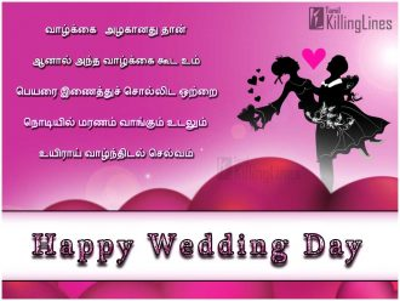 Tamil
KillingLines
வாழ்க்கை அழகானது தான்
ஆனால் அந்த வாழ்க்கை கூட உம்
பெயரை இணைத்துச் சொல்லிட ஒற்றை
நொடியில் மரணம் வாங்கும் உடலும்
உயிராய் வாழ்ந்திடல் செல்வம்
Happy Wedding Day